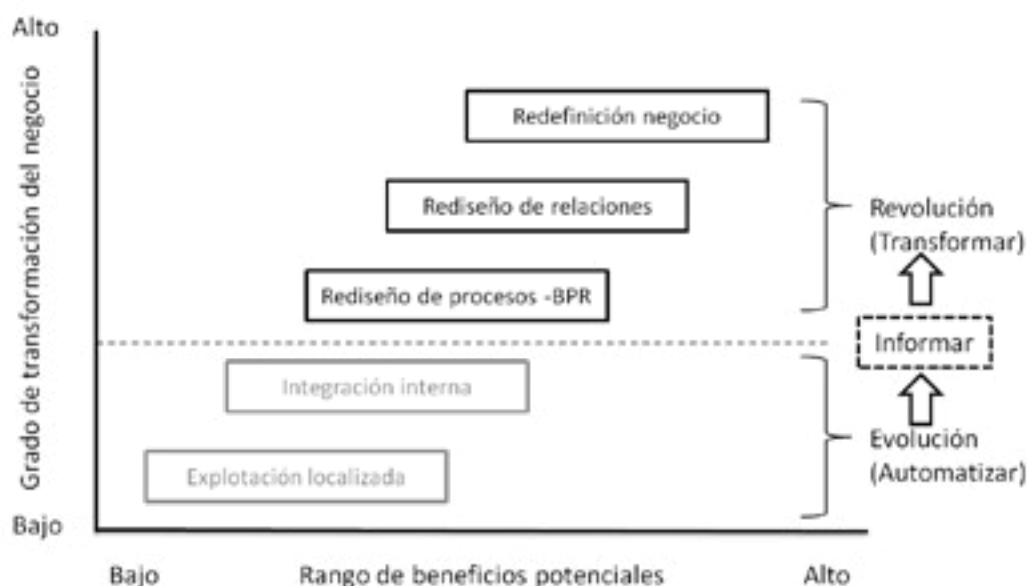 Alto
Grado de transformación del negocio
Redefinición negocio
Rediseño de relaciones
Rediseño de procesos -BPR
Integración interna
Explotación localizada
Revolución
(Transformar)
Informar
Evolución
(Automatizar)
Bajo
Bajo
Rango de beneficios potenciales
Alto